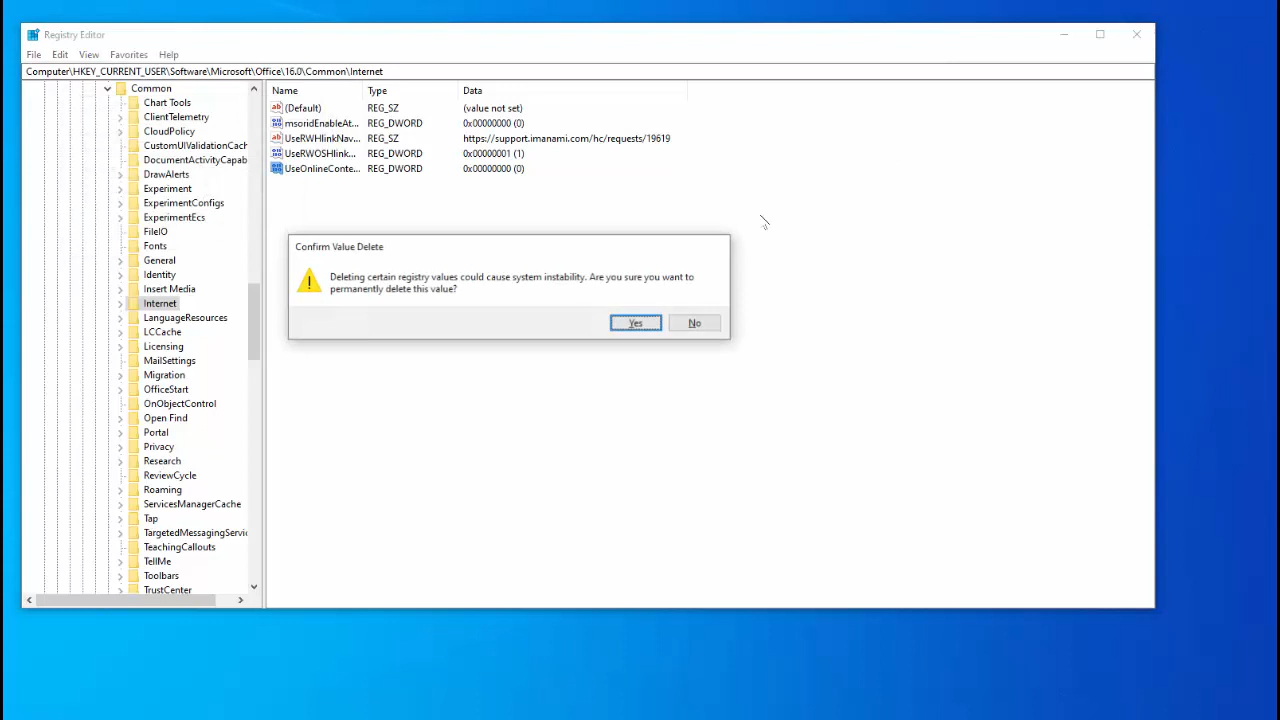 Registry Editor
File Edit View Favorites Help
Computer\HKEY_CURRENT_USER\Software\Microsoft\Office\16.0\Common\Internet
Common
Chart Tools
ClientTelemetry
CloudPolicy
CustomUIValidationCach
DocumentActivityCapab
DrawAlerts
Experiment
ExperimentConfigs
ExperimentEcs
FileIO
Fonts
General
Identity
Insert Media
Internet
LanguageResources
LCCache
Licensing
MailSettings
Migration
OfficeStart
OnObjectControl
Open Find
Portal
Privacy
Research
ReviewCycle
Roaming
ServicesManagerCache
Tap
TargetedMessagingServic
TeachingCallouts
TellMe
Toolbars
TrustCenter
Name Type Data
(Default) REG_SZ (value not set)
msoridEnableAt... REG_DWORD 0x00000000 (0)
UseRWHlinkNav... REG_SZ https://support.imanami.com/hc/requests/19619
UseRWOSHlink... REG_DWORD 0x00000001 (1)
UseOnlineConte... REG_DWORD 0x00000000 (0)
Confirm Value Delete
Deleting certain registry values could cause system instability. Are you sure you want to
permanently delete this value?
Yes No